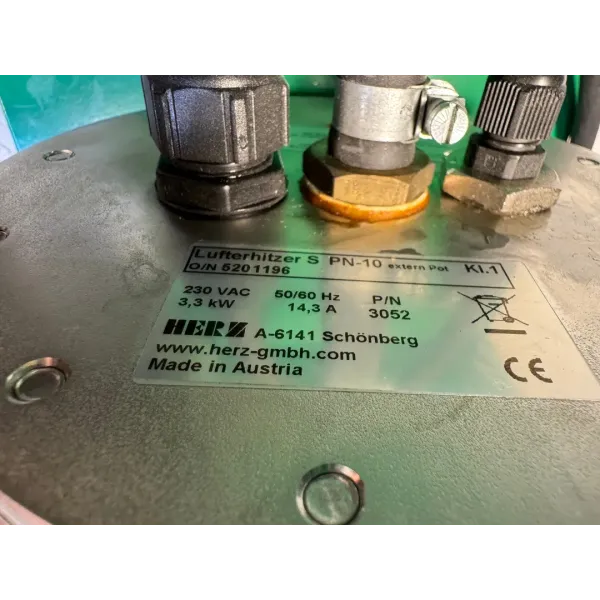 Lufterhitzer S PN-10 extern Pot Kl.1
O/N 5201196
230 VAC 50/60 Hz P/N
3,3 kW 14,3 A 3052
HERZ A-6141 Schönberg
www.herz-gmbh.com
Made in Austria CE